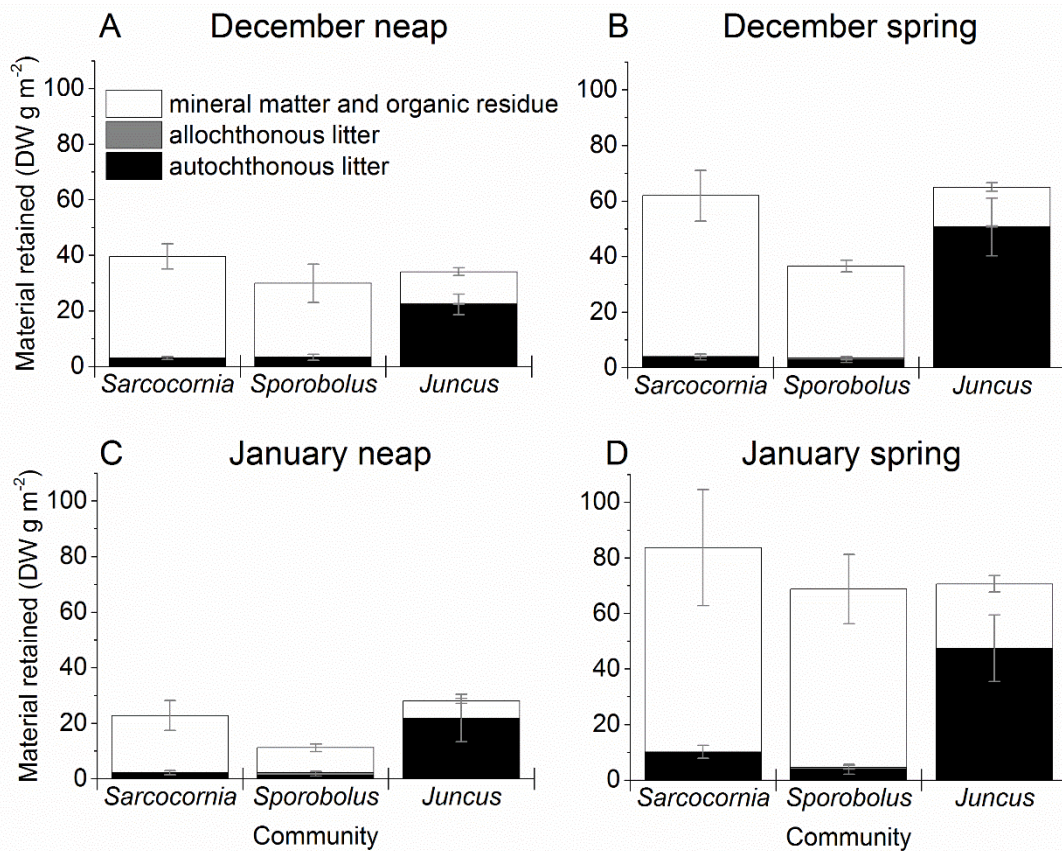 A December neap
Material retained (DW g m⁻²)
100
80
60
40
20
0
mineral matter and organic residue
allochthonous litter
autochthonous litter
Sarcocornia Sporobolus Juncus
B December spring
100
80
60
40
20
0
Sarcocornia Sporobolus Juncus
C January neap
Material retained (DW g m⁻²)
100
80
60
40
20
0
Sarcocornia Sporobolus Juncus
Community
D January spring
100
80
60
40
20
0
Sarcocornia Sporobolus Juncus
Community